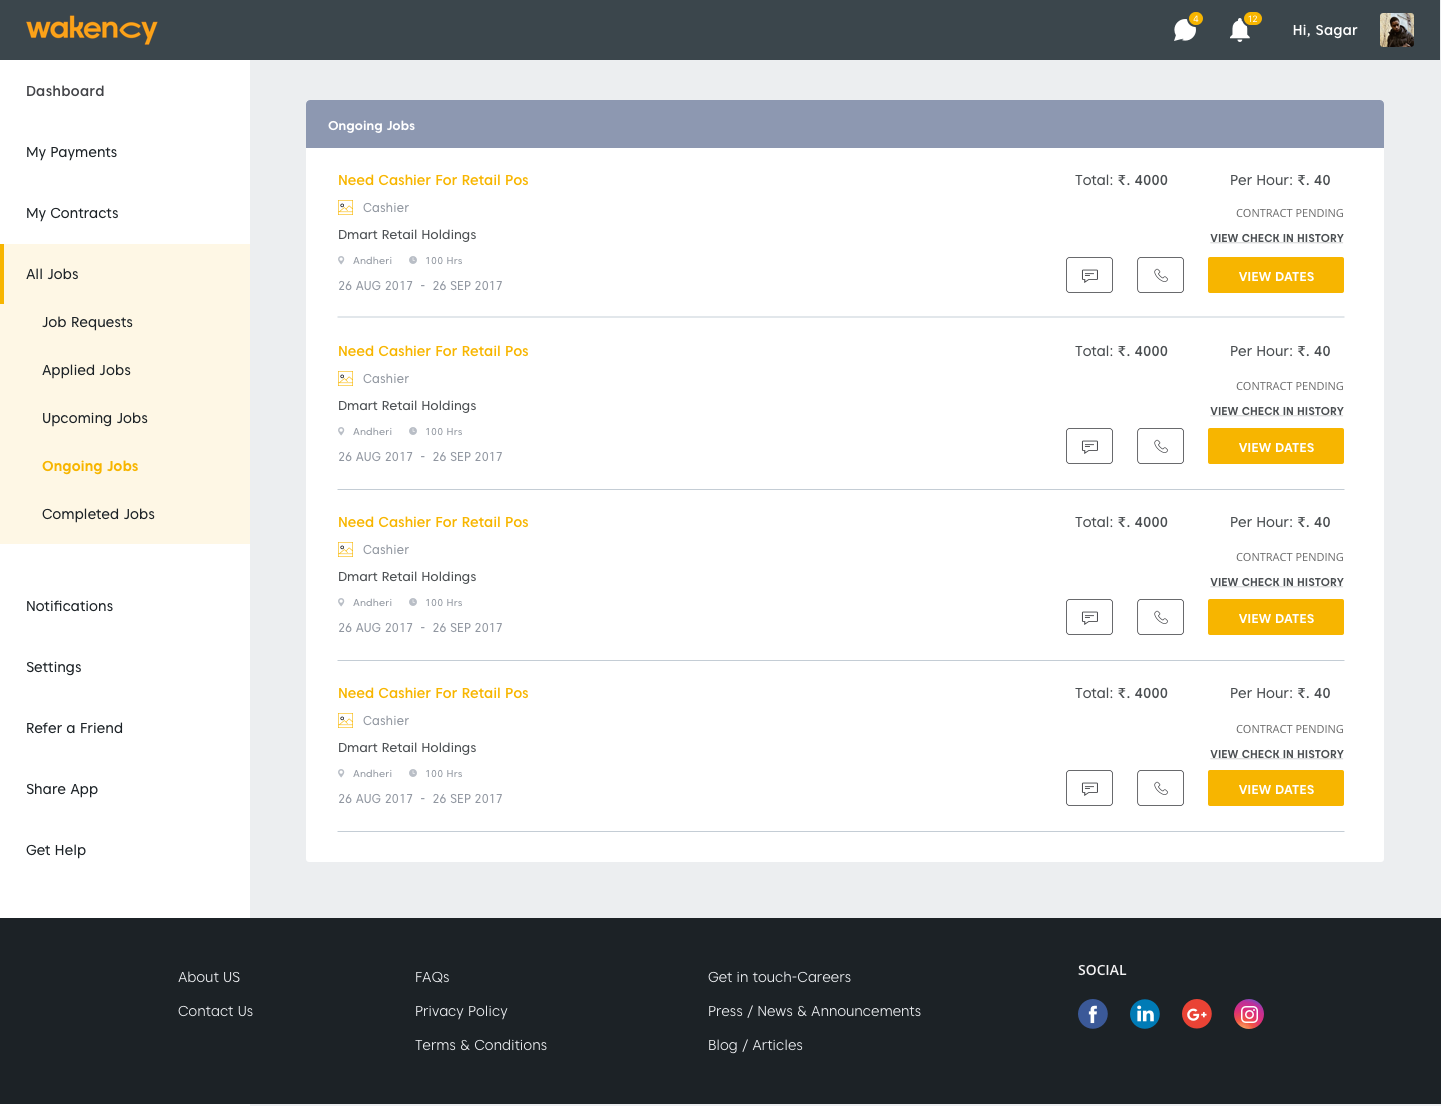 wakency
4
12
Hi, Sagar
Dashboard
My Payments
My Contracts
All Jobs
Job Requests
Applied Jobs
Upcoming Jobs
Ongoing Jobs
Completed Jobs
Notifications
Settings
Refer a Friend
Share App
Get Help
Ongoing Jobs
Need Cashier For Retail Pos
Total: ₹. 4000
Per Hour: ₹. 40
Cashier
CONTRACT PENDING
Dmart Retail Holdings
VIEW CHECK IN HISTORY
Andheri
100 Hrs
VIEW DATES
26 AUG 2017 - 26 SEP 2017
Need Cashier For Retail Pos
Total: ₹. 4000
Per Hour: ₹. 40
Cashier
CONTRACT PENDING
Dmart Retail Holdings
VIEW CHECK IN HISTORY
Andheri
100 Hrs
VIEW DATES
26 AUG 2017 - 26 SEP 2017
Need Cashier For Retail Pos
Total: ₹. 4000
Per Hour: ₹. 40
Cashier
CONTRACT PENDING
Dmart Retail Holdings
VIEW CHECK IN HISTORY
Andheri
100 Hrs
VIEW DATES
26 AUG 2017 - 26 SEP 2017
Need Cashier For Retail Pos
Total: ₹. 4000
Per Hour: ₹. 40
Cashier
CONTRACT PENDING
Dmart Retail Holdings
VIEW CHECK IN HISTORY
Andheri
100 Hrs
VIEW DATES
26 AUG 2017 - 26 SEP 2017
About US
Contact Us
FAQs
Privacy Policy
Terms & Conditions
Get in touch-Careers
Press / News & Announcements
Blog / Articles
SOCIAL
f
in
G+